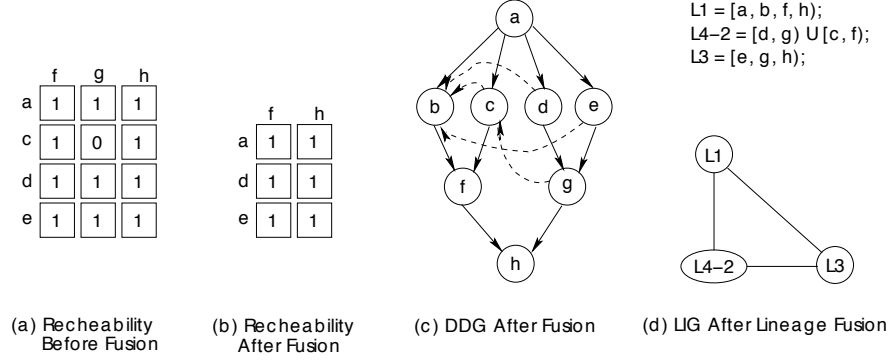 f g h
a 1 1 1
c 1 0 1
d 1 1 1
e 1 1 1
(a) Recheability
Before Fusion
f h
a 1 1
d 1 1
e 1 1
(b) Recheability
After Fusion
a
b c d e
f g
h
(c) DDG After Fusion
L1 = [a, b, f, h);
L4−2 = [d, g) U [c, f);
L3 = [e, g, h);
L1
L4−2 L3
(d) LIG After Lineage Fusion